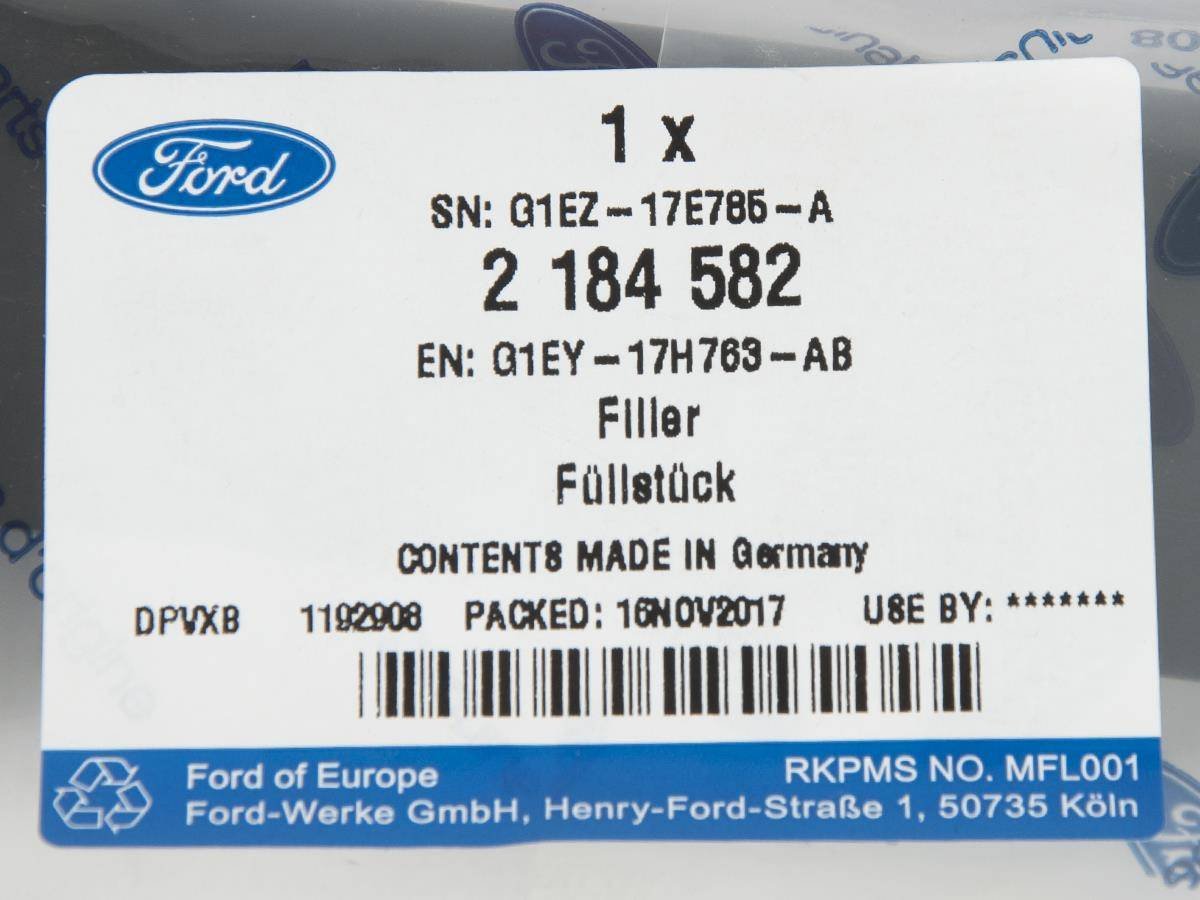 Ford
1 x
SN: G1EZ-17E785-A
2 184 582
EN: G1EY-17H763-AB
Filler
Füllstück
CONTENTS MADE IN Germany
DPVXB 1192908 PACKED: 16NOV2017 USE BY: *******
Ford of Europe
RKPMS NO. MFL001
Ford-Werke GmbH, Henry-Ford-Straße 1, 50735 Köln